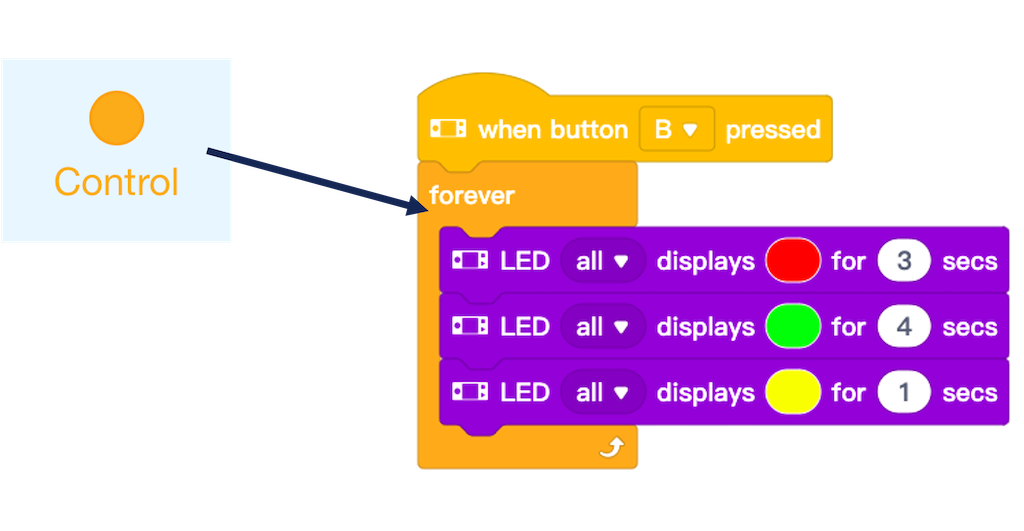 Control
when button B pressed
forever
LED all displays for 3 secs
LED all displays for 4 secs
LED all displays for 1 secs